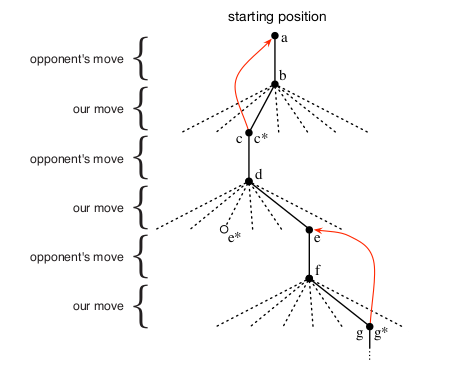 starting position
a
opponent's move
b
our move
c c*
opponent's move
d
our move
e* e
opponent's move
f
our move
g g*